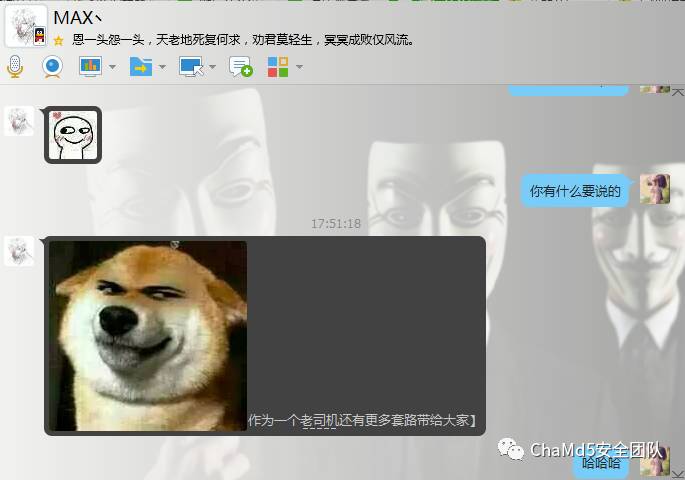 MAX丶
恩一头怨一头，天老地死复何求，劝君莫轻生，冥冥成败仅风流。
你有什么要说的
17:51:18
作为一个老司机还有更多套路带给大家】
ChaMd5安全团队
哈哈哈